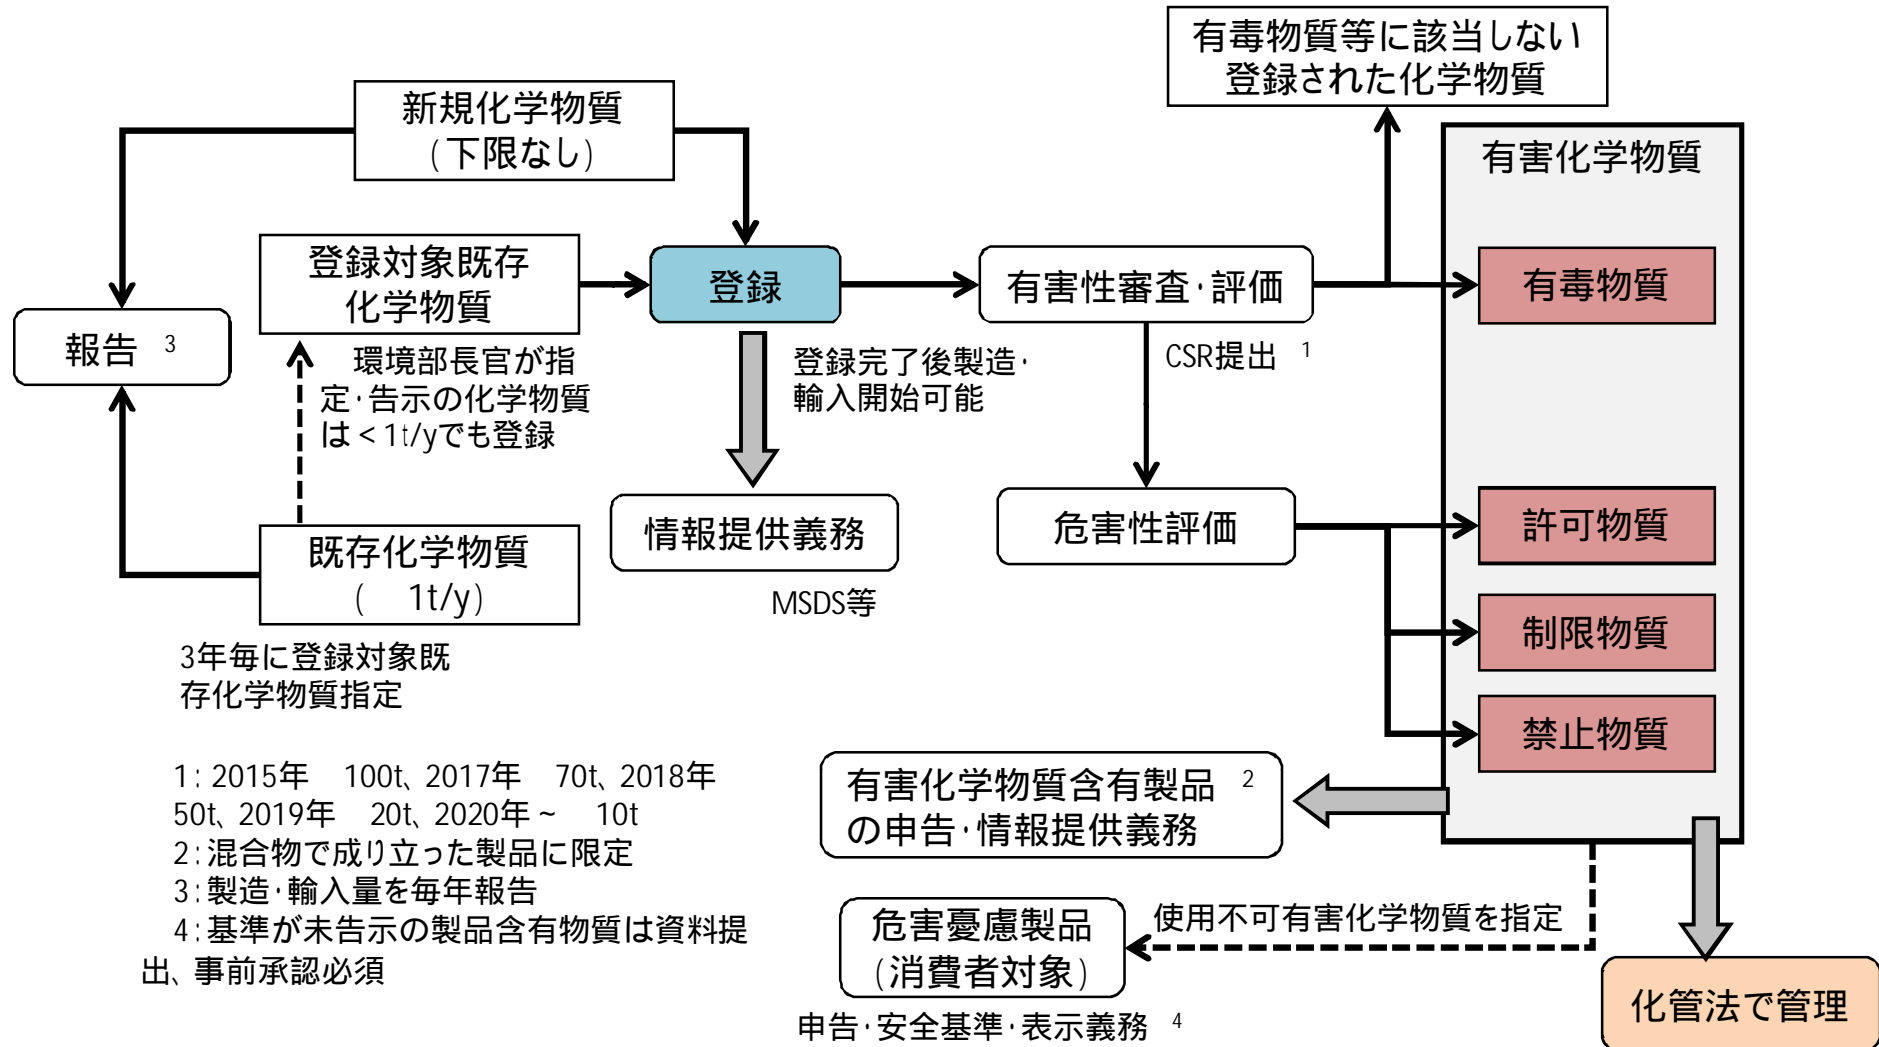 有毒物質等に該当しない
登録された化学物質
新規化学物質
(下限なし)
有害化学物質
登録対象既存
化学物質
登録
有害性審査・評価
有毒物質
報告 3
環境部長官が指
定・告示の化学物質
は<1t/yでも登録
登録完了後製造・
輸入開始可能
CSR提出 1
既存化学物質
( 1t/y)
情報提供義務
MSDS等
危害性評価
許可物質
制限物質
禁止物質
3年毎に登録対象既
存化学物質指定
1:2015年 100t、2017年 70t、2018年
50t、2019年 20t、2020年~ 10t
2:混合物で成り立った製品に限定
3:製造・輸入量を毎年報告
4:基準が未告示の製品含有物質は資料提
出、事前承認必須
有害化学物質含有製品 2
の申告・情報提供義務
使用不可有害化学物質を指定
危害憂慮製品
(消費者対象)
申告・安全基準・表示義務 4
化管法で管理